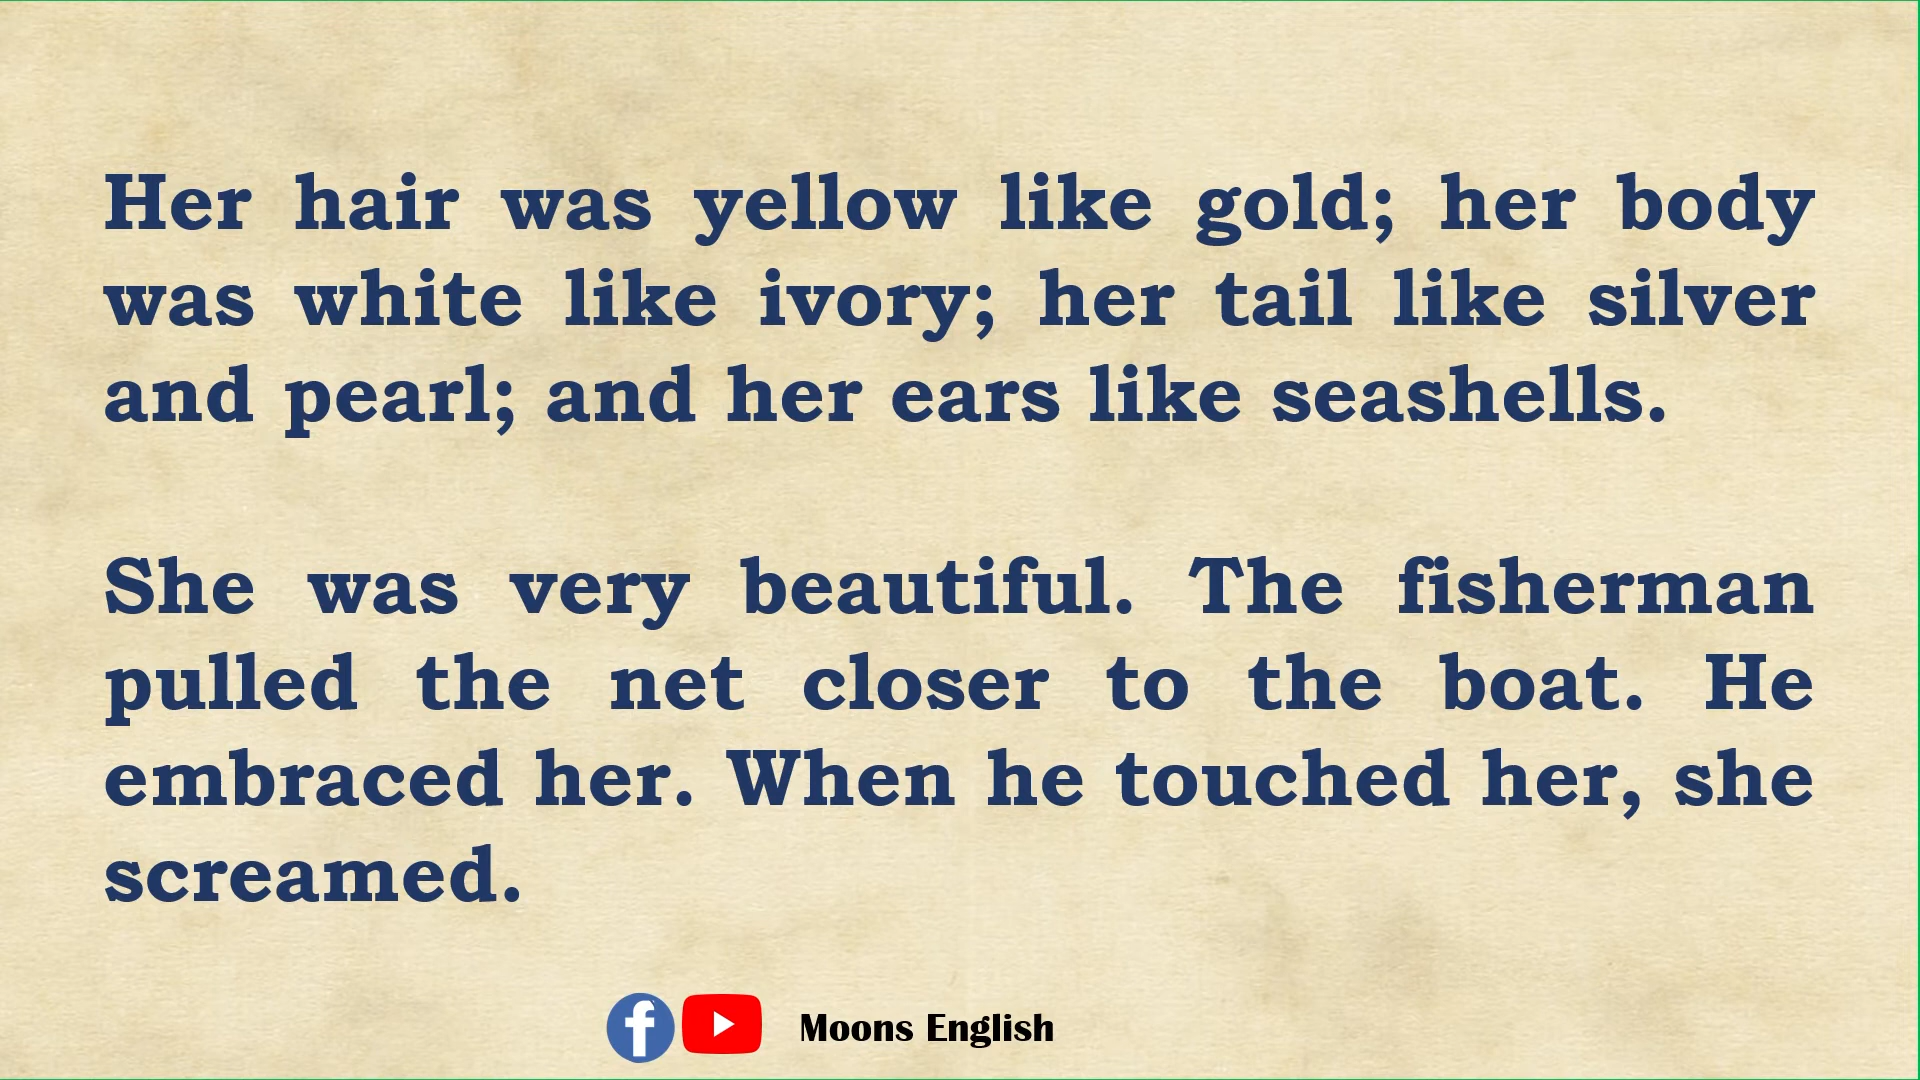 Her hair was yellow like gold; her body
was white like ivory; her tail like silver
and pearl; and her ears like seashells.
She was very beautiful. The fisherman
pulled the net closer to the boat. He
embraced her. When he touched her, she
screamed.
Moons English